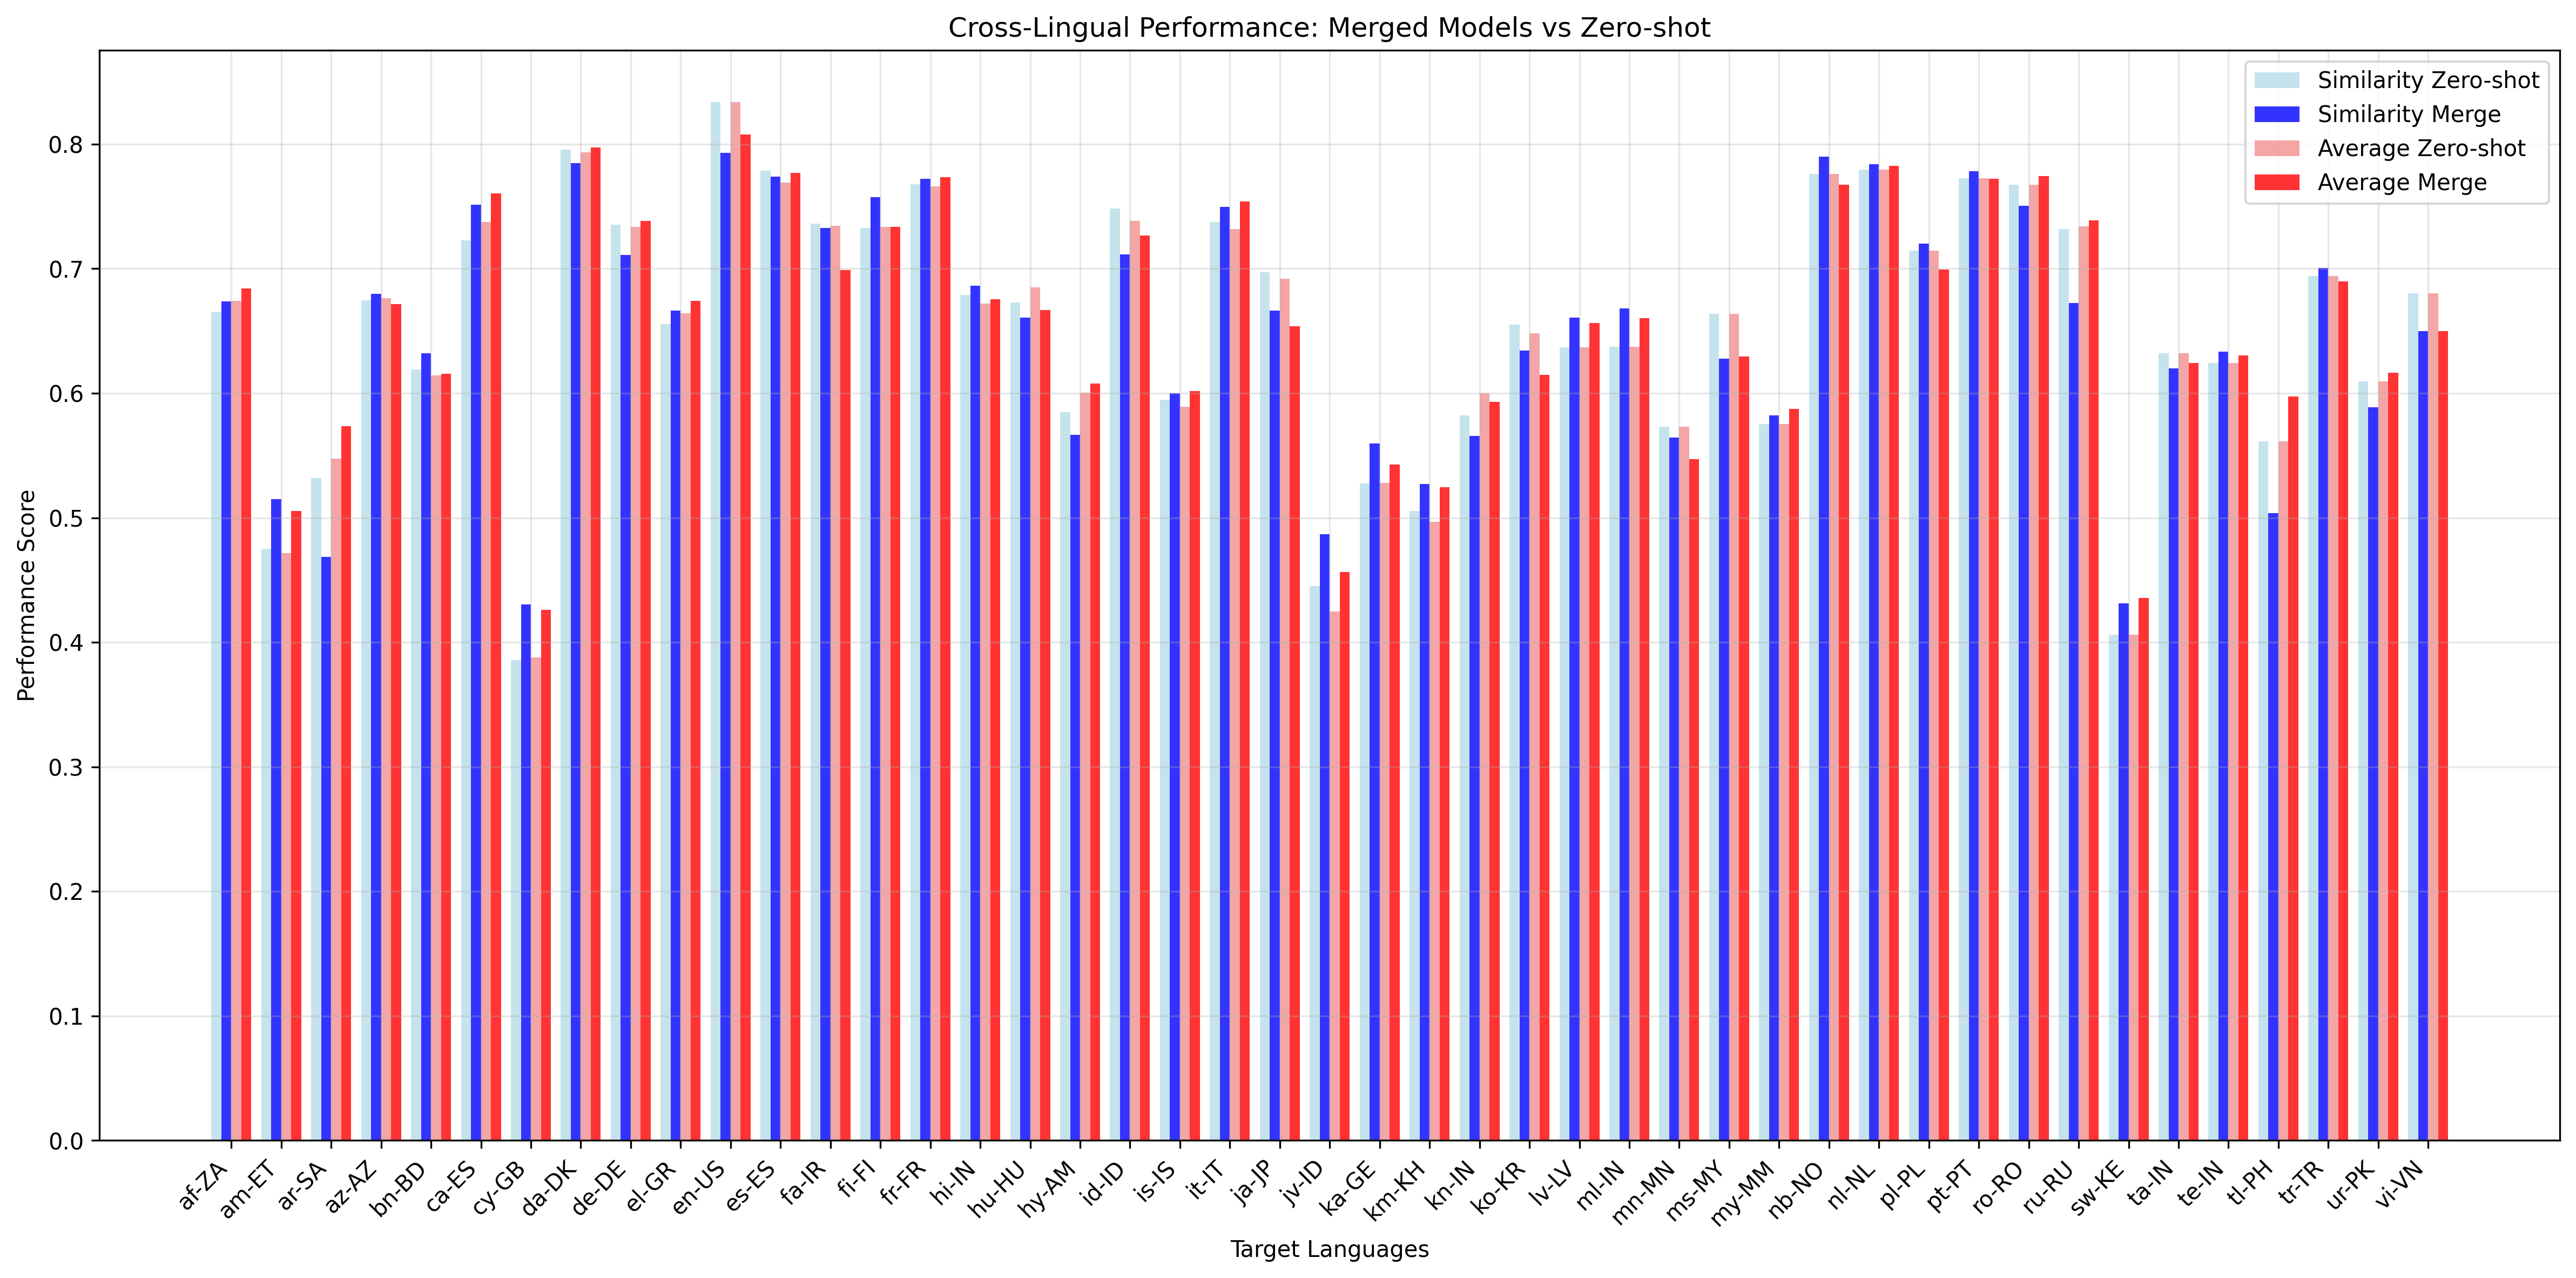 Cross-Lingual Performance: Merged Models vs Zero-shot
Similarity Zero-shot
Similarity Merge
Average Zero-shot
Average Merge
Performance Score
0.8
0.7
0.6
0.5
0.4
0.3
0.2
0.1
0.0
af-ZA
am-ET
ar-SA
az-AZ
bn-BD
ca-ES
cy-GB
da-DK
de-DE
el-GR
en-US
es-ES
fa-IR
fi-FI
fr-FR
hi-IN
hu-HU
hy-AM
id-ID
is-IS
it-IT
ja-JP
jv-ID
ka-GE
km-KH
kn-IN
ko-KR
lv-LV
ml-IN
mn-MN
ms-MY
my-MM
nb-NO
nl-NL
pl-PL
pt-PT
ro-RO
ru-RU
sw-KE
ta-IN
te-IN
tl-PH
tr-TR
ur-PK
vi-VN
Target Languages